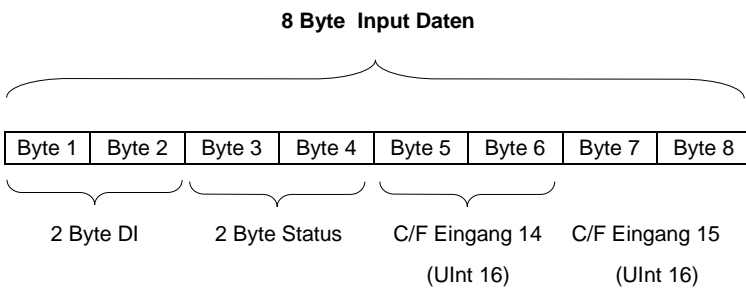 8 Byte Input Daten
Byte 1 Byte 2 Byte 3 Byte 4 Byte 5 Byte 6 Byte 7 Byte 8
2 Byte DI 2 Byte Status C/F Eingang 14 C/F Eingang 15
(UInt 16) (UInt 16)